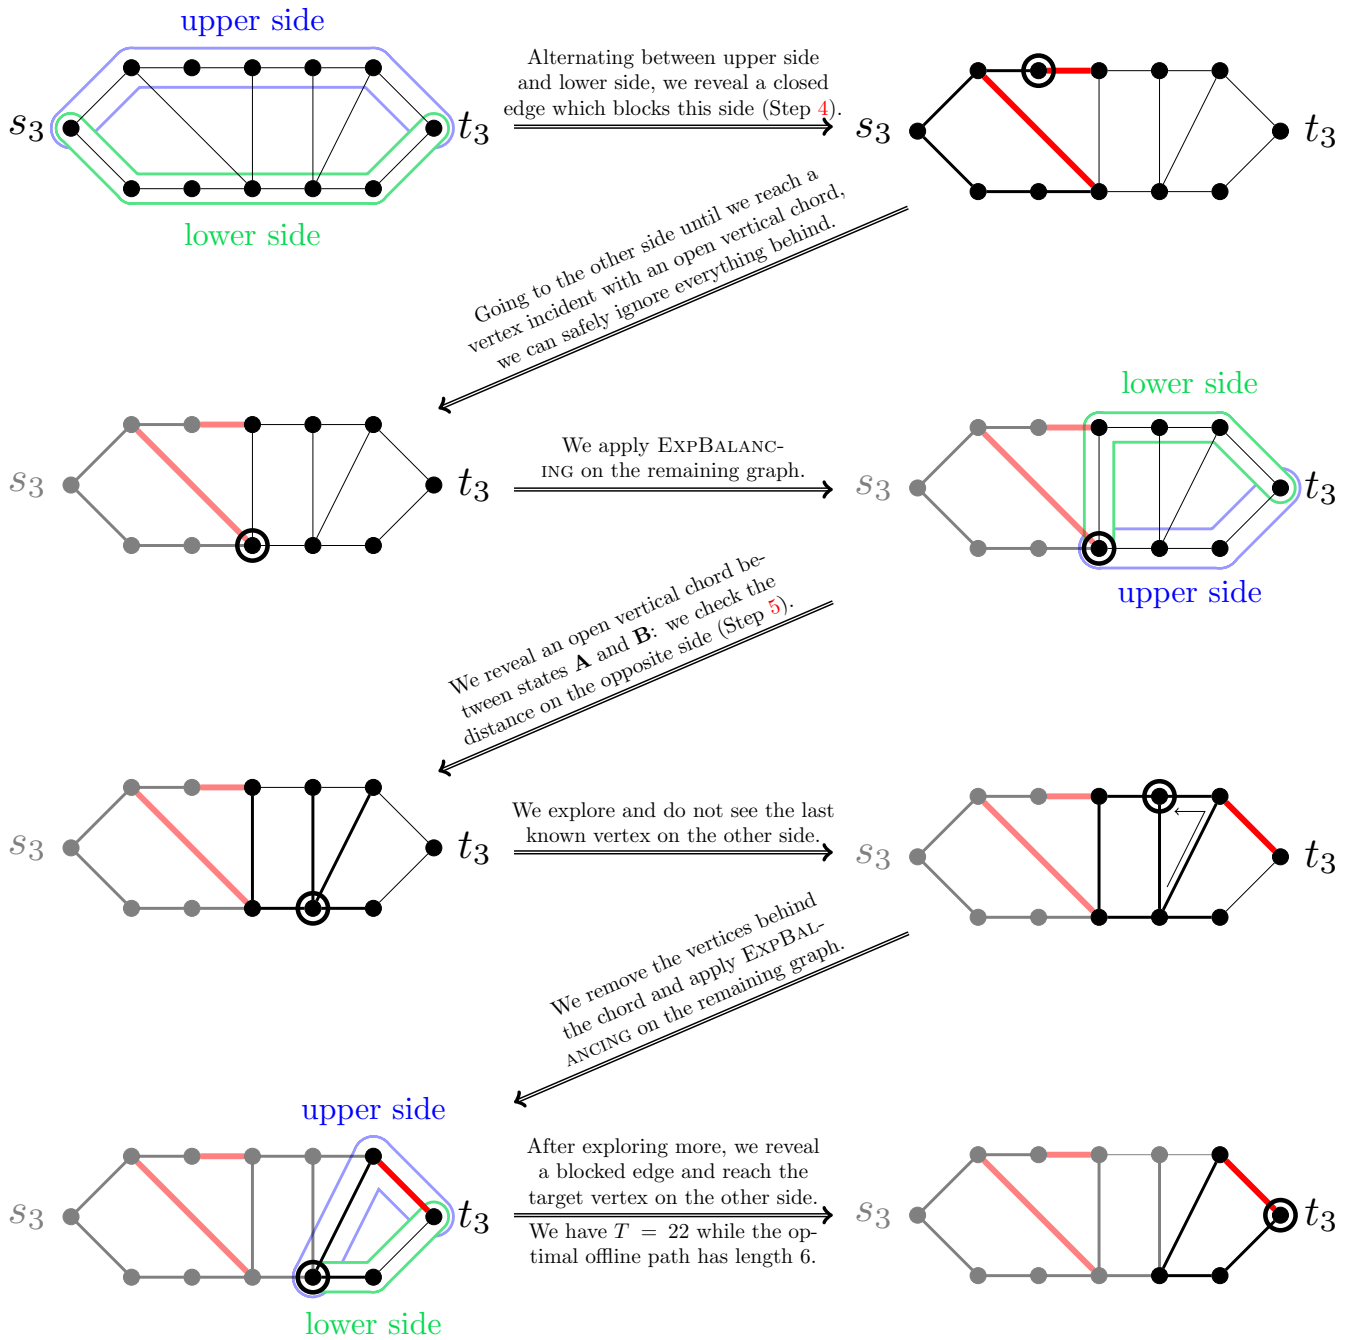 upper side
s3
t3
lower side
Alternating between upper side
and lower side, we reveal a closed
edge which blocks this side (Step 4).
s3
t3
Going to the other side until we reach a
vertex incident with an open vertical chord,
we can safely ignore everything behind.
s3
t3
We apply EXPBALANC-
ING on the remaining graph.
lower side
s3
t3
upper side
We reveal an open vertical chord be-
tween states A and B: we check the
distance on the opposite side (Step 5).
s3
t3
We explore and do not see the last
known vertex on the other side.
s3
t3
We remove the vertices behind
the chord and apply EXPBAL-
ANCING on the remaining graph.
upper side
s3
t3
lower side
After exploring more, we reveal
a blocked edge and reach the
target vertex on the other side.
We have T = 22 while the op-
timal offline path has length 6.
s3
t3